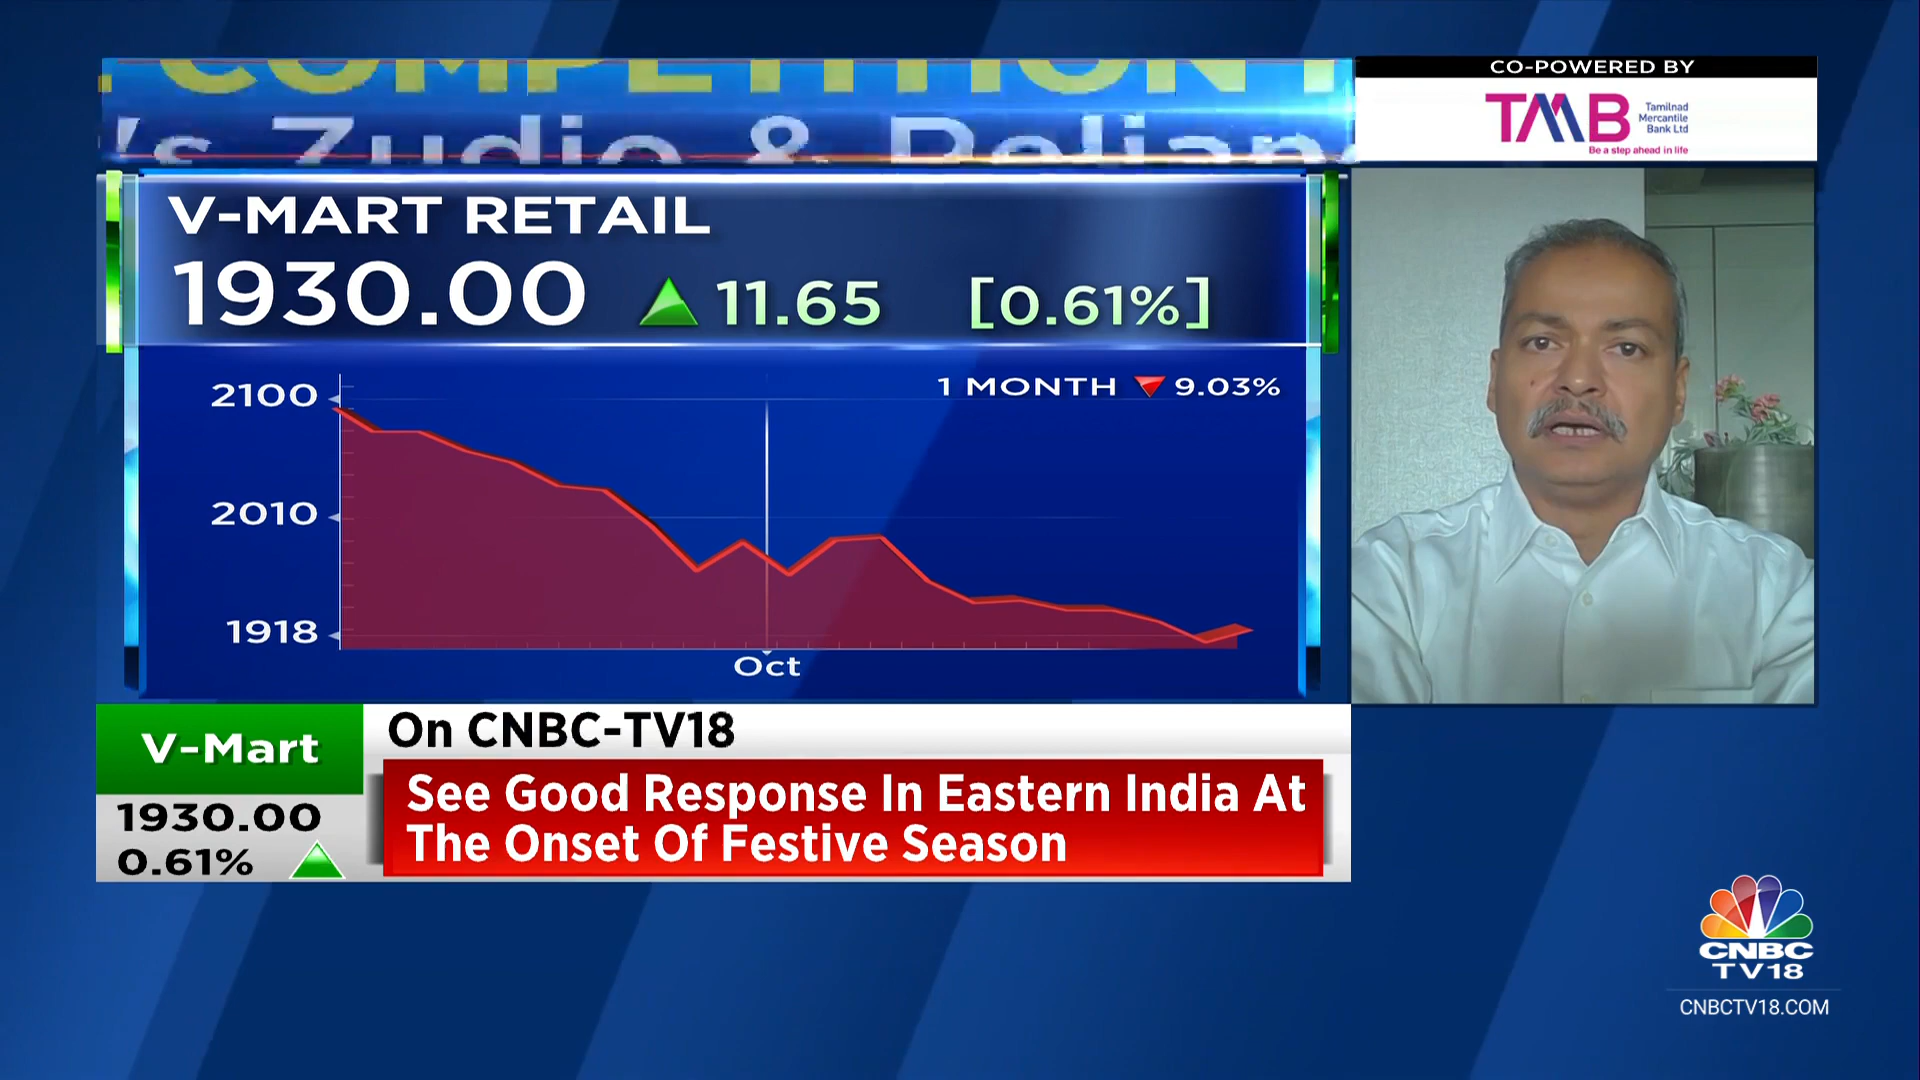 COMPETITION
's Zudio &
CO-POWERED BY
TMB
Tamilnad
Mercantile
Bank Ltd
Be a step ahead in life
V-MART RETAIL
1930.00 ▲ 11.65 [0.61%]
1 MONTH ▼ 9.03%
2100
2010
1918
Oct
V-Mart
1930.00
0.61%
On CNBC-TV18
See Good Response In Eastern India At
The Onset Of Festive Season
CNBC
TV18
CNBCTV18.COM